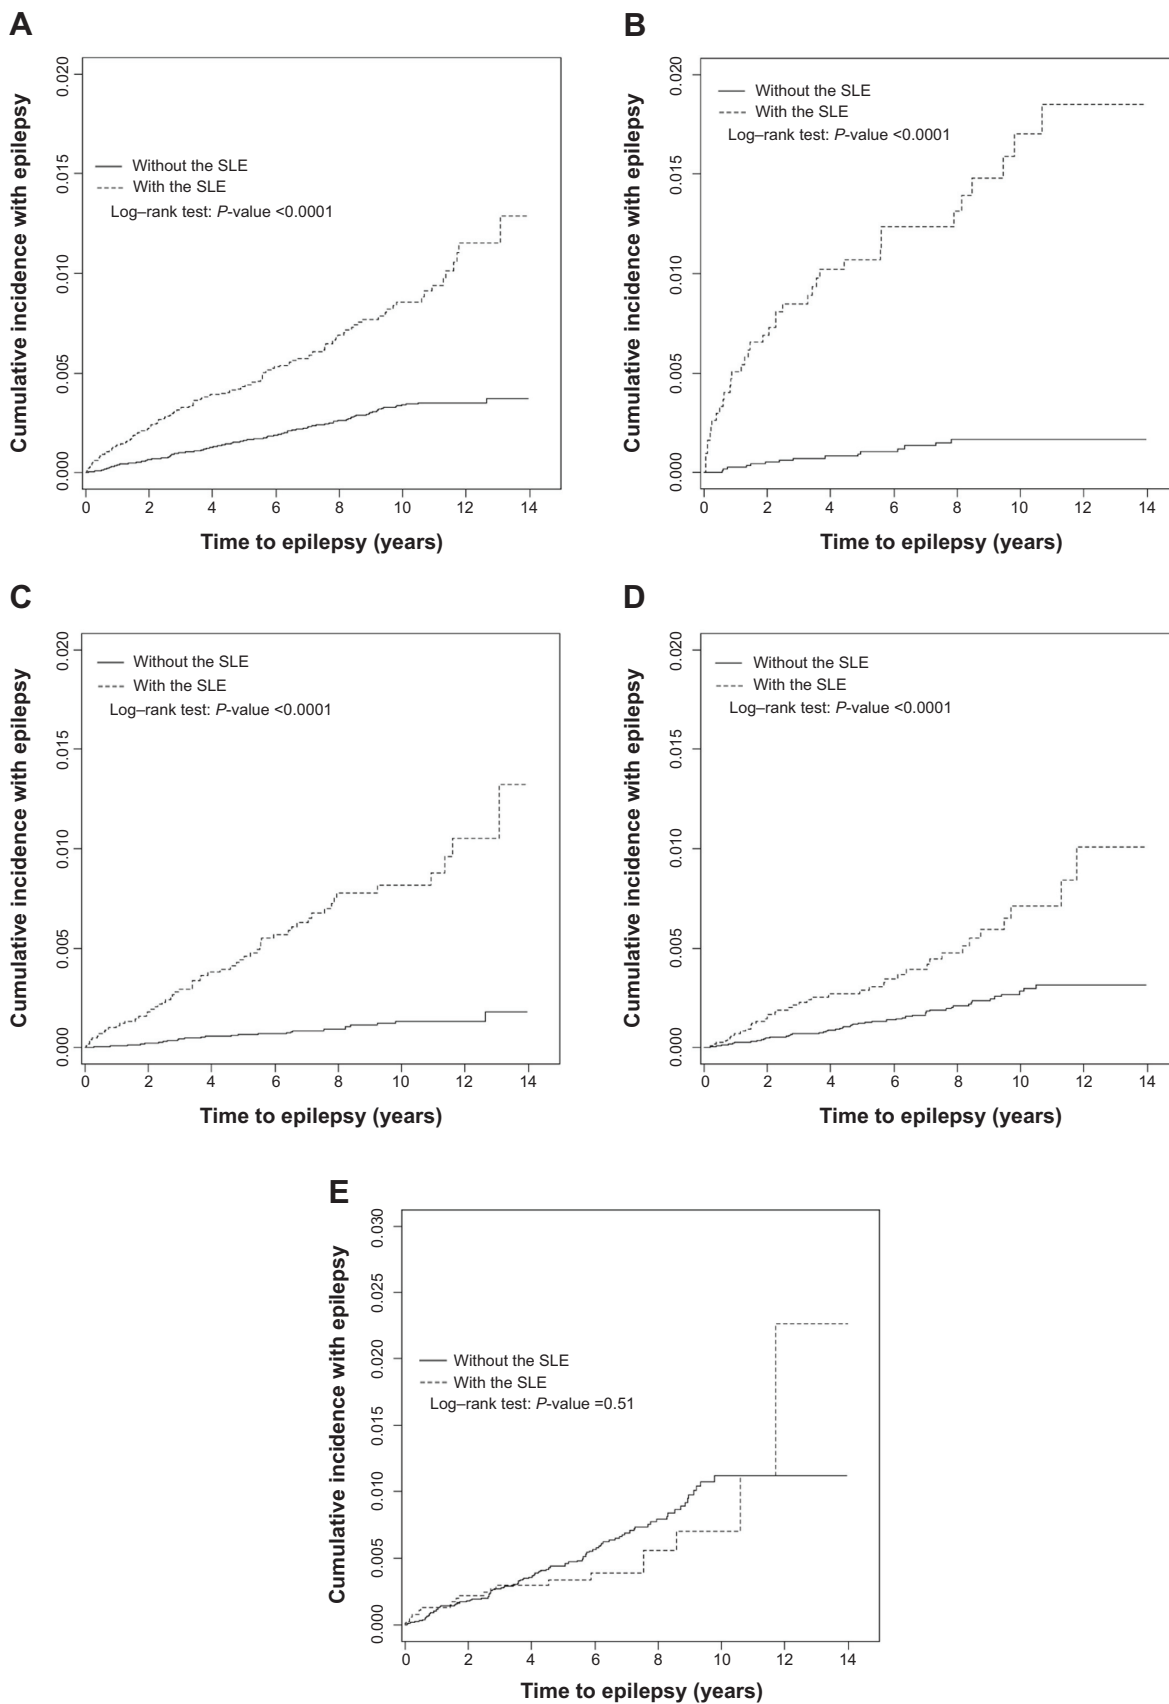 A
0.020
0.015
0.010
0.005
0.000
Cumulative incidence with epilepsy
Without the SLE
With the SLE
Log–rank test: P-value <0.0001
0 2 4 6 8 10 12 14
Time to epilepsy (years)
B
0.020
0.015
0.010
0.005
0.000
Cumulative incidence with epilepsy
Without the SLE
With the SLE
Log–rank test: P-value <0.0001
0 2 4 6 8 10 12 14
Time to epilepsy (years)
C
0.020
0.015
0.010
0.005
0.000
Cumulative incidence with epilepsy
Without the SLE
With the SLE
Log–rank test: P-value <0.0001
0 2 4 6 8 10 12 14
Time to epilepsy (years)
D
0.020
0.015
0.010
0.005
0.000
Cumulative incidence with epilepsy
Without the SLE
With the SLE
Log–rank test: P-value <0.0001
0 2 4 6 8 10 12 14
Time to epilepsy (years)
E
0.030
0.025
0.020
0.015
0.010
0.005
0.000
Cumulative incidence with epilepsy
Without the SLE
With the SLE
Log–rank test: P-value =0.51
0 2 4 6 8 10 12 14
Time to epilepsy (years)